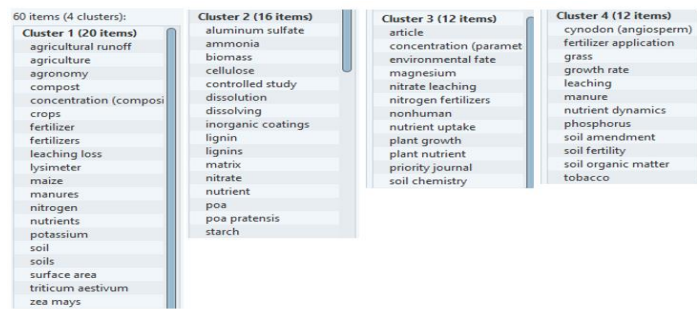 60 items (4 clusters):
Cluster 1 (20 items)
agricultural runoff
agriculture
agronomy
compost
concentration (composi
crops
fertilizer
fertilizers
leaching loss
lysimeter
maize
manures
nitrogen
nutrients
potassium
soil
soils
surface area
triticum aestivum
zea mays
Cluster 2 (16 items)
aluminum sulfate
ammonia
biomass
cellulose
controlled study
dissolution
dissolving
inorganic coatings
lignin
lignins
matrix
nitrate
nutrient
poa
poa pratensis
starch
Cluster 3 (12 items)
article
concentration (paramet
environmental fate
magnesium
nitrate leaching
nitrogen fertilizers
nonhuman
nutrient uptake
plant growth
plant nutrient
priority journal
soil chemistry
Cluster 4 (12 items)
cynodon (angiosperm)
fertilizer application
grass
growth rate
leaching
manure
nutrient dynamics
phosphorus
soil amendment
soil fertility
soil organic matter
tobacco